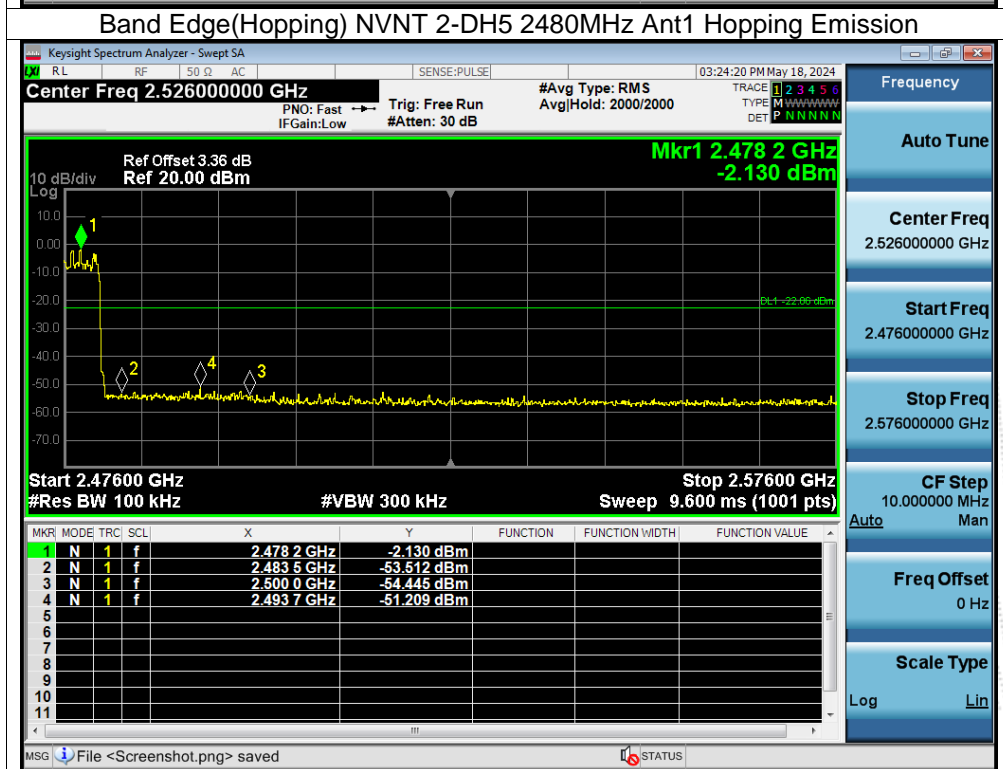 Band Edge(Hopping) NVNT 2-DH5 2480MHz Ant1 Hopping Emission
Keysight Spectrum Analyzer - Swept SA
LXI RL RF 50 Ω AC SENSE:PULSE 03:24:20 PM May 18, 2024
Center Freq 2.526000000 GHz #Avg Type: RMS TRACE 1 2 3 4 5 6
PNO: Fast Trig: Free Run Avg|Hold: 2000/2000 TYPE M WWWWW
IFGain:Low #Atten: 30 dB DET P N N N N N
Frequency
Auto Tune
Center Freq
2.526000000 GHz
Start Freq
2.476000000 GHz
Stop Freq
2.576000000 GHz
CF Step
10.000000 MHz
Auto Man
Freq Offset
0 Hz
Scale Type
Log Lin
Mkr1 2.478 2 GHz
-2.130 dBm
Ref Offset 3.36 dB
10 dB/div Ref 20.00 dBm
Log
10.0
0.00
-10.0
-20.0
-30.0
-40.0
-50.0
-60.0
-70.0
1
2
4
3
DL1 -22.06 dBm
Start 2.47600 GHz Stop 2.57600 GHz
#Res BW 100 kHz #VBW 300 kHz Sweep 9.600 ms (1001 pts)
MKR MODE TRC SCL X Y FUNCTION FUNCTION WIDTH FUNCTION VALUE
1 N 1 f 2.478 2 GHz -2.130 dBm
2 N 1 f 2.483 5 GHz -53.512 dBm
3 N 1 f 2.500 0 GHz -54.445 dBm
4 N 1 f 2.493 7 GHz -51.209 dBm
5
6
7
8
9
10
11
MSG File <Screenshot.png> saved STATUS